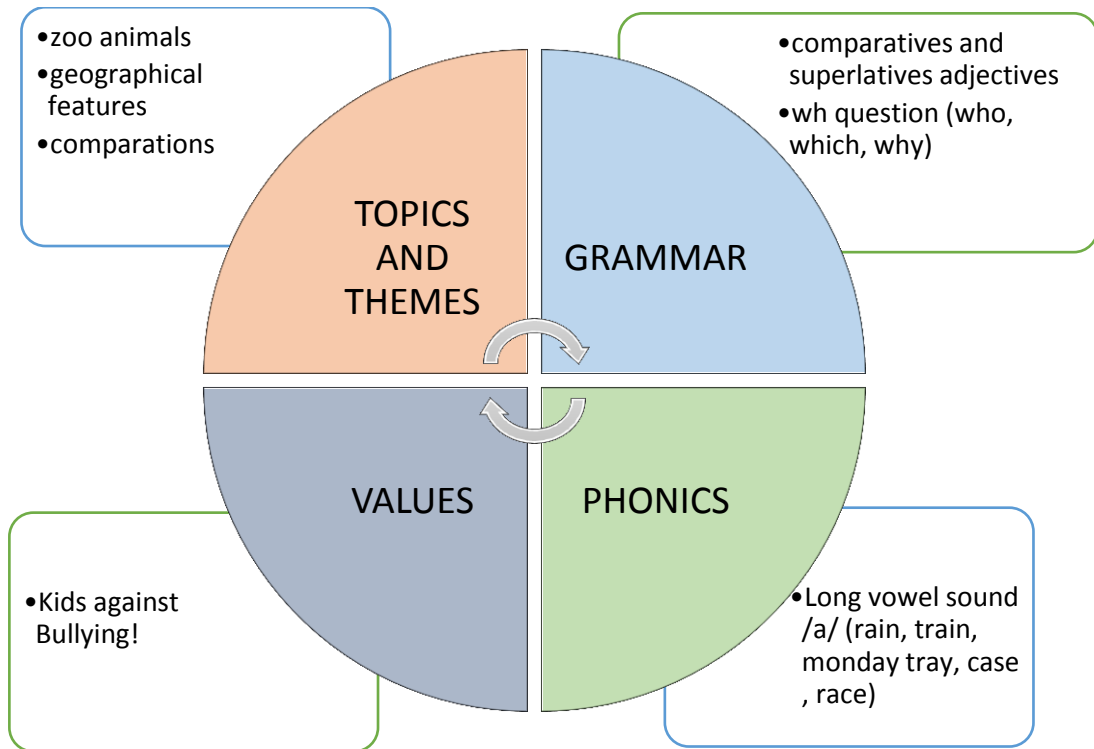 •zoo animals
•geographical
features
•comparations
•comparatives and
superlatives adjectives
•wh question (who,
which, why)
TOPICS
AND
THEMES
GRAMMAR
VALUES
PHONICS
•Kids against
Bullying!
•Long vowel sound
/a/ (rain, train,
monday tray, case
, race)